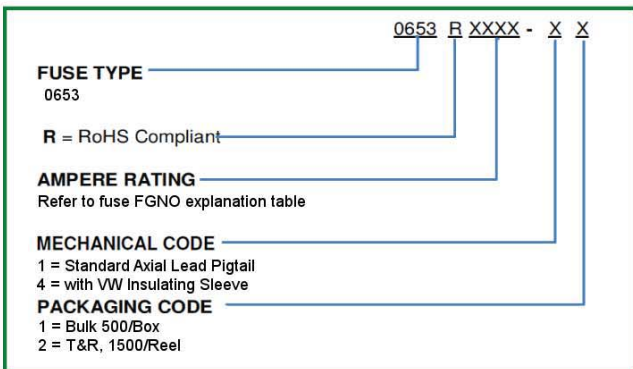 0653 R XXXX - X X
FUSE TYPE
0653
R = RoHS Compliant
AMPERE RATING
Refer to fuse FGNO explanation table
MECHANICAL CODE
1 = Standard Axial Lead Pigtail
4 = with VW Insulating Sleeve
PACKAGING CODE
1 = Bulk 500/Box
2 = T&R, 1500/Reel